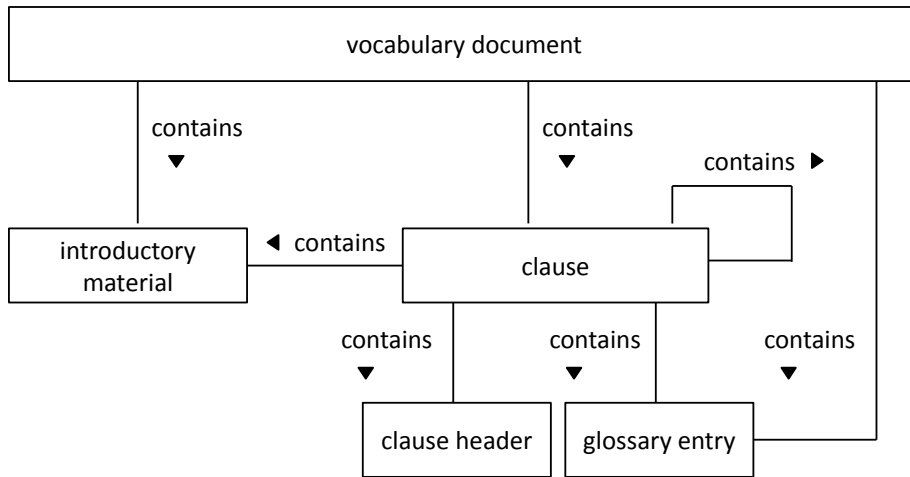 vocabulary document
contains
contains
contains
introductory
material
contains
clause
contains
contains
contains
clause header
glossary entry